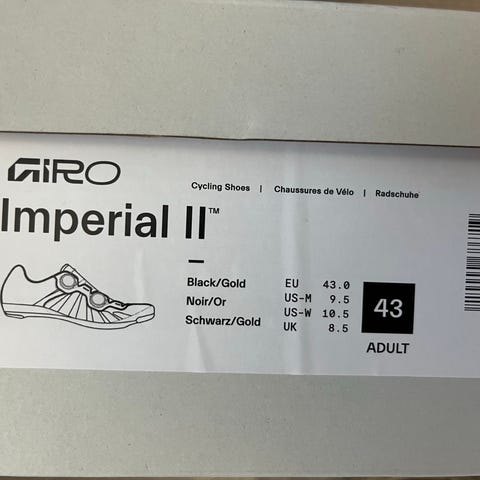 GIRO
Cycling Shoes | Chaussures de Vélo | Radschuhe
Imperial II™
Black/Gold
Noir/Or
Schwarz/Gold
EU 43.0
US-M 9.5
US-W 10.5
UK 8.5
43
ADULT